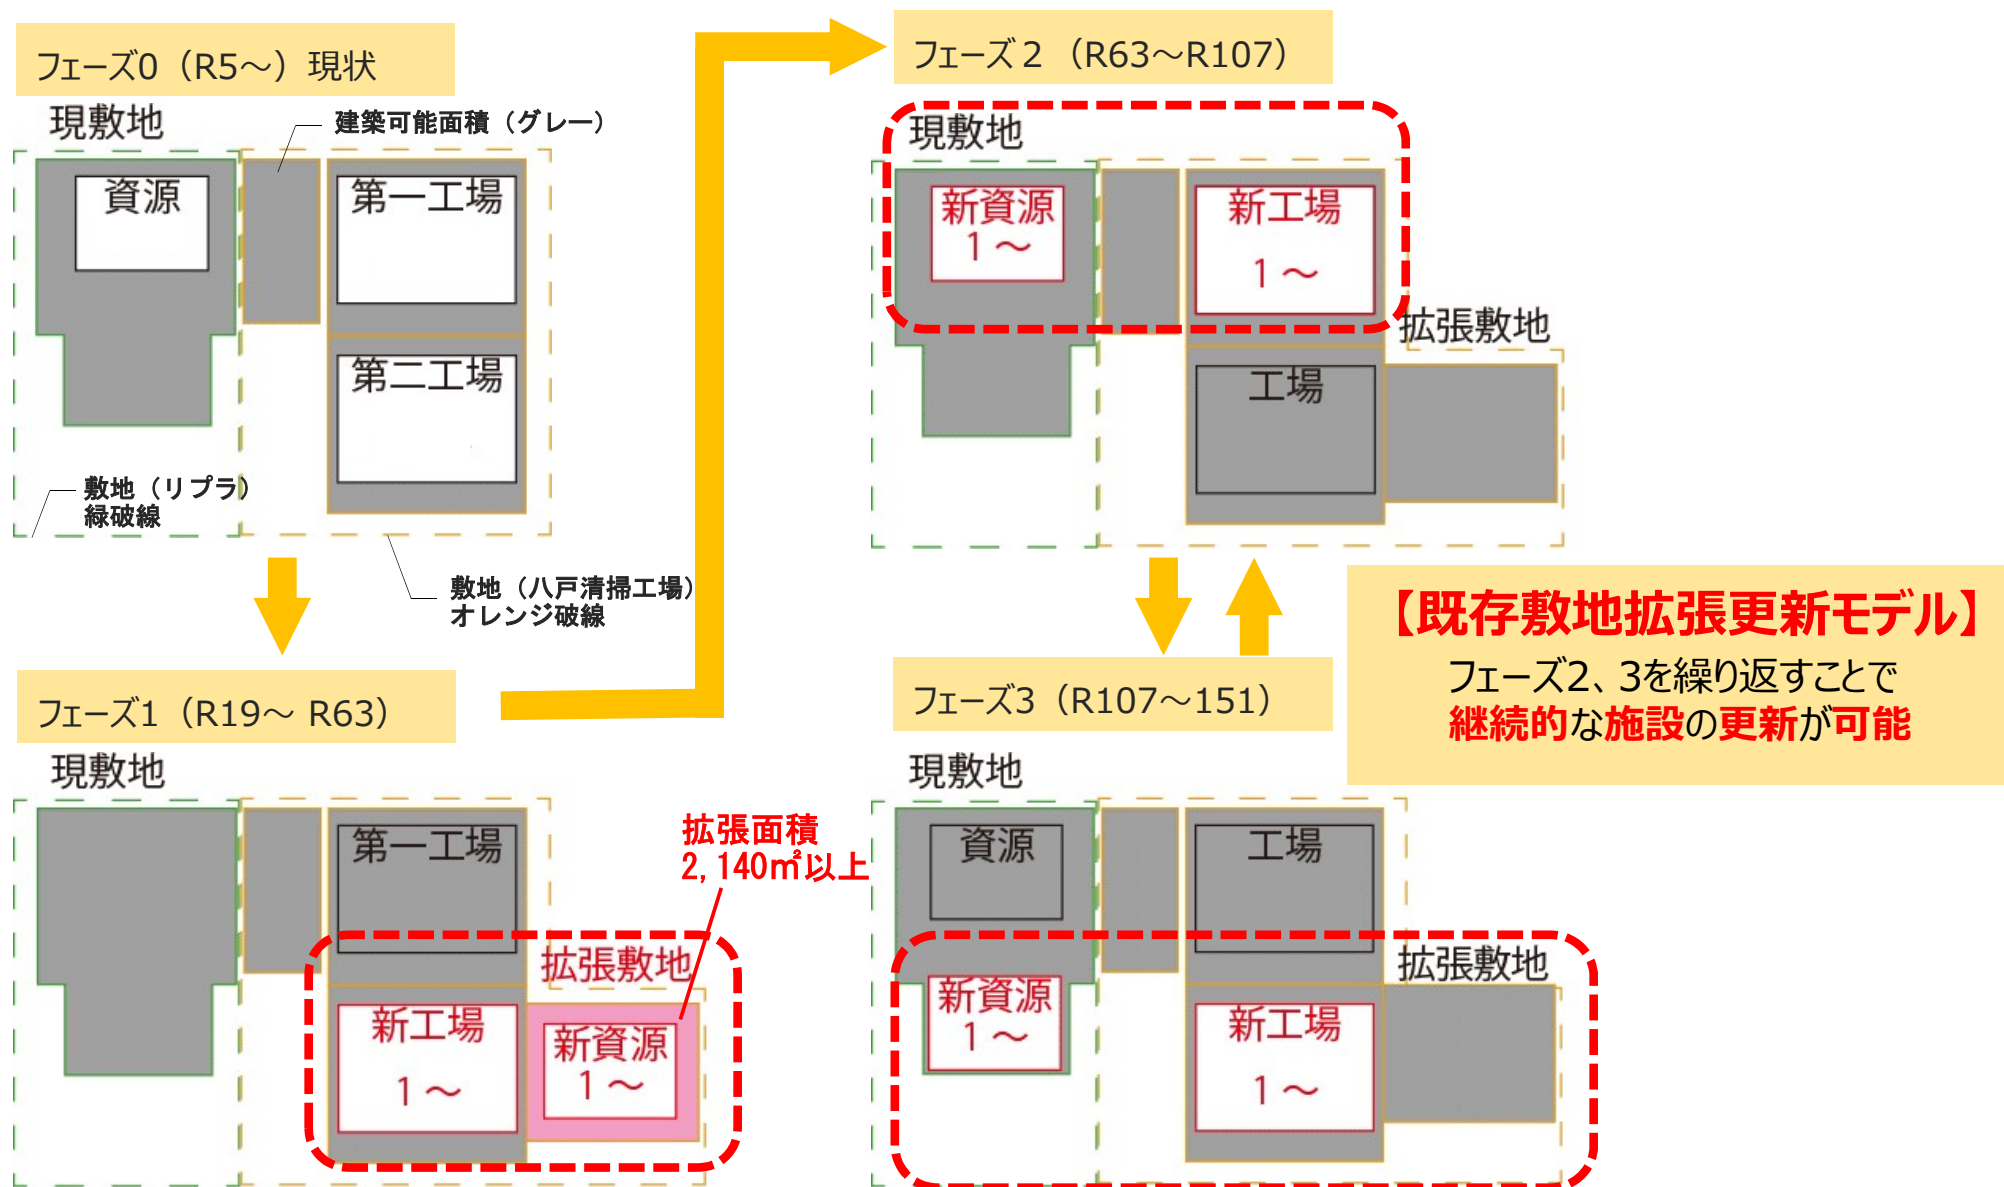 フェーズ0（R5～）現状
現敷地
建築可能面積（グレー）
資源
第一工場
第二工場
敷地（リプラ）
緑破線
敷地（八戸清掃工場）
オレンジ破線
フェーズ1（R19～ R63）
現敷地
第一工場
拡張面積
2,140㎡以上
拡張敷地
新工場
1～
新資源
1～
フェーズ２（R63～R107）
現敷地
新資源
1～
新工場
1～
拡張敷地
工場
フェーズ3（R107～151）
現敷地
資源
工場
拡張敷地
新資源
1～
新工場
1～
【既存敷地拡張更新モデル】
フェーズ2、3を繰り返すことで
継続的な施設の更新が可能